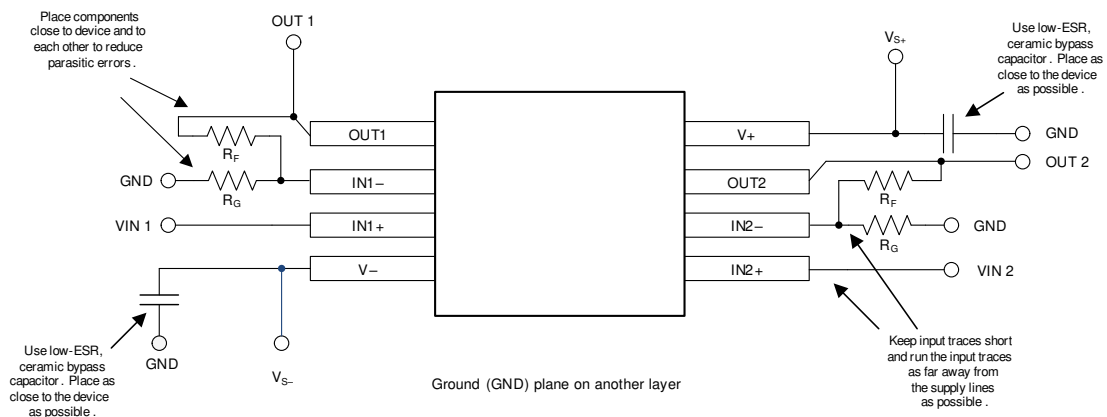 Place components
close to device and to
each other to reduce
parasitic errors .
OUT 1
VS+
Use low-ESR,
ceramic bypass
capacitor . Place as
close to the device
as possible .
OUT1
RF
GND
RG
IN1−
VIN 1
IN1+
V−
V+
GND
OUT 2
OUT2
RF
IN2−
RG
GND
IN2+
VIN 2
Use low-ESR,
ceramic bypass
capacitor . Place as
close to the device
as possible .
GND
VS−
Ground (GND) plane on another layer
Keep input traces short
and run the input traces
as far away from
the supply lines
as possible .